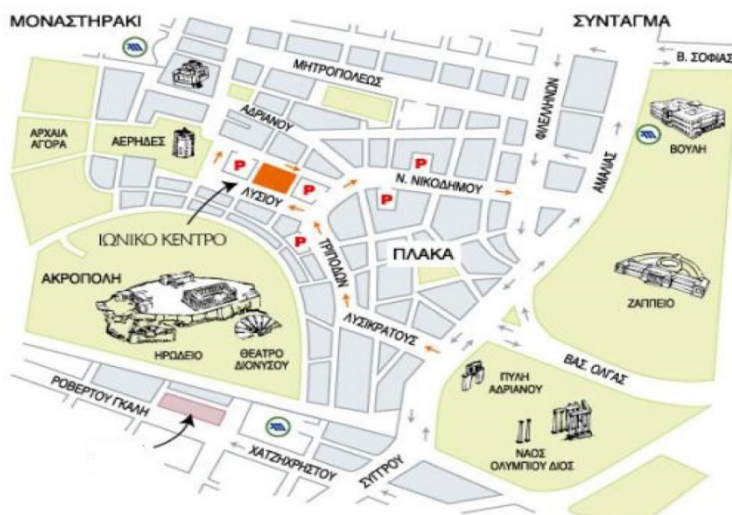 ΜΟΝΑΣΤΗΡΑΚΙ
ΣΥΝΤΑΓΜΑ
Β. ΣΟΦΙΑΣ
ΜΗΤΡΟΠΟΛΕΩΣ
ΦΙΛΕΛΛΗΝΩΝ
ΑΜΑΛΙΑΣ
ΒΟΥΛΗ
ΑΔΡΙΑΝΟΥ
ΑΡΧΑΙΑ
ΑΓΟΡΑ
ΑΕΡΗΔΕΣ
P
P
P
P
P
Ν. ΝΙΚΟΔΗΜΟΥ
ΛΥΣΙΟΥ
ΙΩΝΙΚΟ ΚΕΝΤΡΟ
ΤΡΙΠΟΔΩΝ
ΠΛΑΚΑ
ΑΚΡΟΠΟΛΗ
ΖΑΠΠΕΙΟ
ΗΡΩΔΕΙΟ
ΘΕΑΤΡΟ
ΔΙΟΝΥΣΟΥ
ΛΥΣΙΚΡΑΤΟΥΣ
ΒΑΣ. ΟΛΓΑΣ
ΠΥΛΗ
ΑΔΡΙΑΝΟΥ
ΝΑΟΣ
ΟΛΥΜΠΙΟΥ ΔΙΟΣ
ΡΟΒΕΡΤΟΥ ΓΚΑΛΗ
ΧΑΤΖΗΧΡΗΣΤΟΥ
ΣΥΓΓΡΟΥ